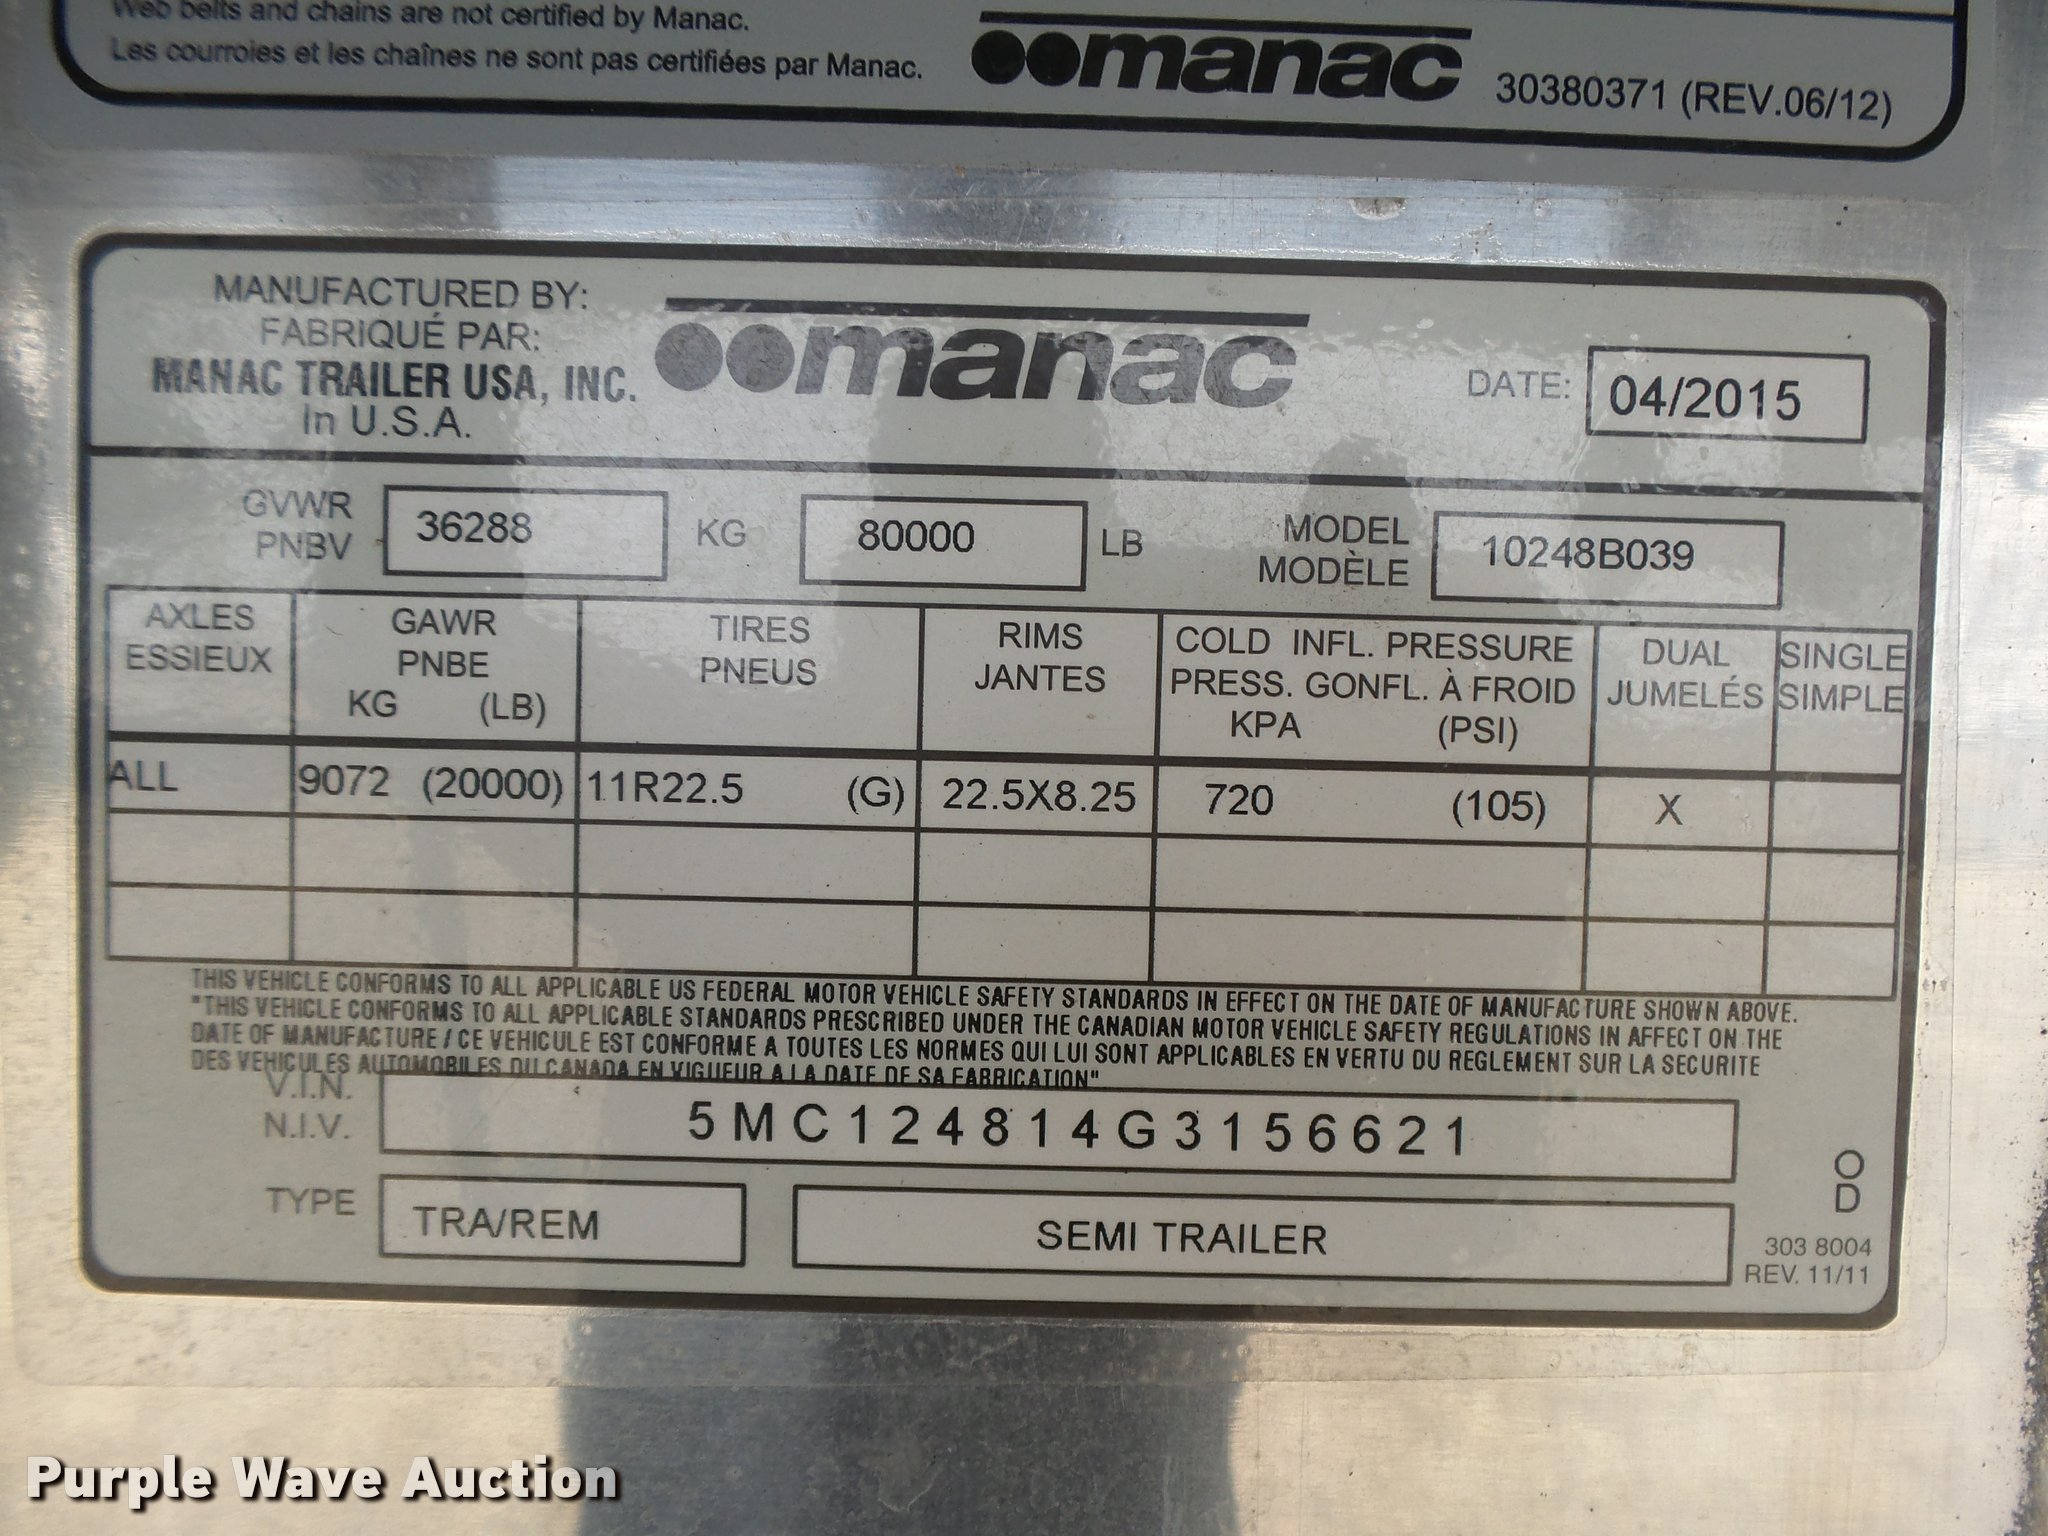 Web belts and chains are not certified by Manac.
Les courroies et les chaînes ne sont pas certifiées par Manac.
manac 30380371 (REV.06/12)
MANUFACTURED BY:
FABRIQUÉ PAR:
MANAC TRAILER USA, INC.
In U.S.A.
manac
DATE: 04/2015
GVWR
PNBV
36288 KG 80000 LB
MODEL
MODÈLE
10248B039
AXLES
ESSIEUX
GAWR
PNBE
KG (LB)
TIRES
PNEUS
RIMS
JANTES
COLD INFL. PRESSURE
PRESS. GONFL. À FROID
KPA (PSI)
DUAL
JUMELÉS
SINGLE
SIMPLE
ALL 9072 (20000) 11R22.5 (G) 22.5X8.25 720 (105) X
THIS VEHICLE CONFORMS TO ALL APPLICABLE US FEDERAL MOTOR VEHICLE SAFETY STANDARDS IN EFFECT ON THE DATE OF MANUFACTURE SHOWN ABOVE.
"THIS VEHICLE CONFORMS TO ALL APPLICABLE STANDARDS PRESCRIBED UNDER THE CANADIAN MOTOR VEHICLE SAFETY REGULATIONS IN AFFECT ON THE
DATE OF MANUFACTURE / CE VEHICULE EST CONFORME A TOUTES LES NORMES QUI LUI SONT APPLICABLES EN VERTU DU REGLEMENT SUR LA SECURITE
DES VEHICULES AUTOMOBILES DU CANADA EN VIGUEUR A LA DATE DE SA FABRICATION"
V.I.N.
N.I.V.
5MC124814G3156621
TYPE TRA/REM SEMI TRAILER
O
D
303 8004
REV. 11/11
Purple Wave Auction